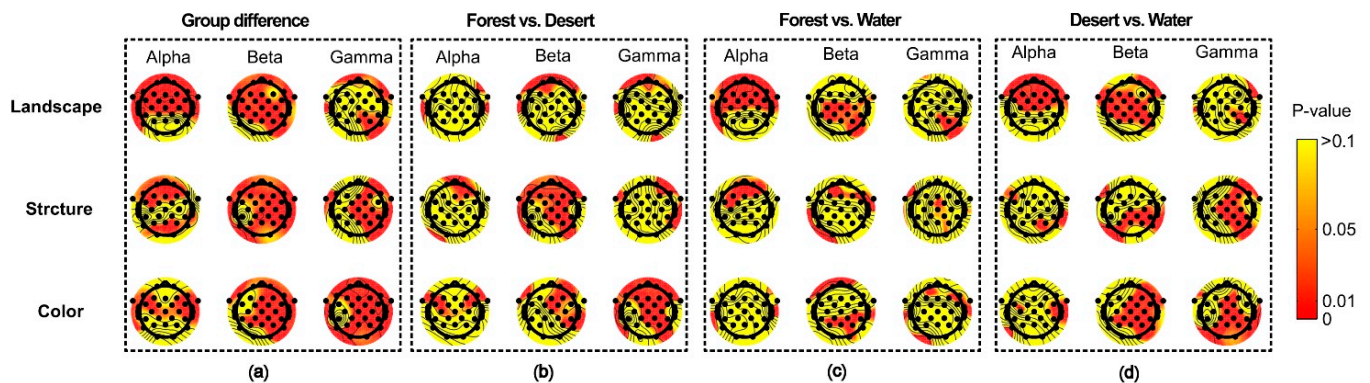 Group difference Forest vs. Desert Forest vs. Water Desert vs. Water
Alpha Beta Gamma Alpha Beta Gamma Alpha Beta Gamma Alpha Beta Gamma
Landscape
P-value
>0.1
Strcture
0.05
Color
0.01
0
(a) (b) (c) (d)